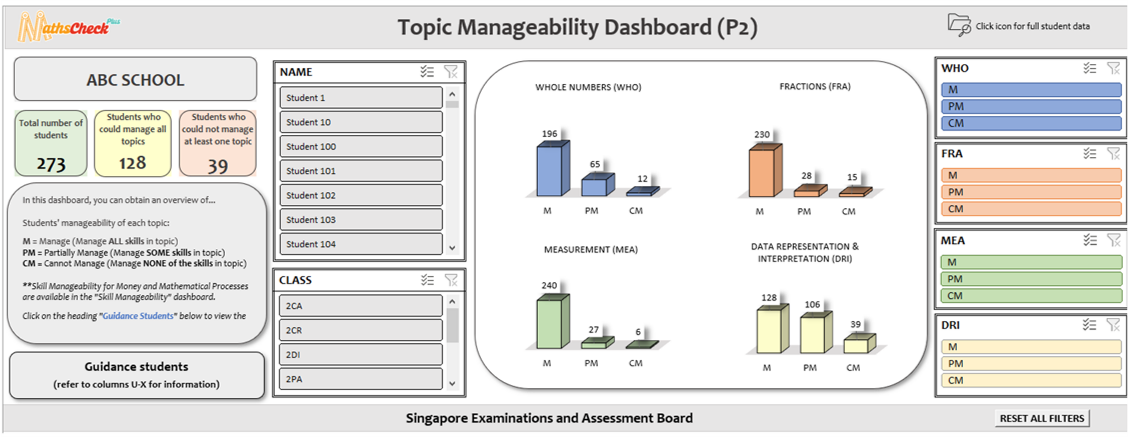 MathsCheck Plus
Topic Manageability Dashboard (P2)
Click icon for full student data
ABC SCHOOL
Total number of
students
273
Students who
could manage all
topics
128
Students who
could not manage
at least one topic
39
In this dashboard, you can obtain an overview of...
Students' manageability of each topic:
M = Manage (Manage ALL skills in topic)
PM = Partially Manage (Manage SOME skills in topic)
CM = Cannot Manage (Manage NONE of the skills in topic)
**Skill Manageability for Money and Mathematical Processes
are available in the "Skill Manageability" dashboard.
Click on the heading "Guidance Students" below to view the
Guidance students
(refer to columns U-X for information)
NAME
Student 1
Student 10
Student 100
Student 101
Student 102
Student 103
Student 104
CLASS
2CA
2CR
2DI
2PA
WHOLE NUMBERS (WHO)
196
65
12
M PM CM
FRACTIONS (FRA)
230
28
15
M PM CM
MEASUREMENT (MEA)
240
27
6
M PM CM
DATA REPRESENTATION &
INTERPRETATION (DRI)
128
106
39
M PM CM
WHO
M
PM
CM
FRA
M
PM
CM
MEA
M
PM
CM
DRI
M
PM
CM
Singapore Examinations and Assessment Board
RESET ALL FILTERS